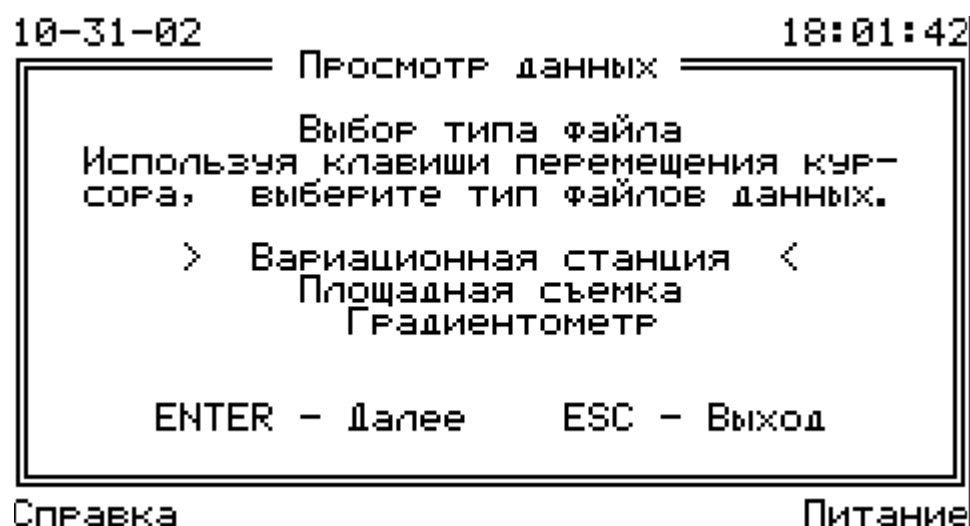 10-31-02 18:01:42
Просмотр данных
Выбор типа файла
Используя клавиши перемещения кур-
сора, выберите тип файлов данных.
> Вариационная станция <
Площадная съемка
Градиентометр
ENTER - Далее ESC - Выход
Справка Питание